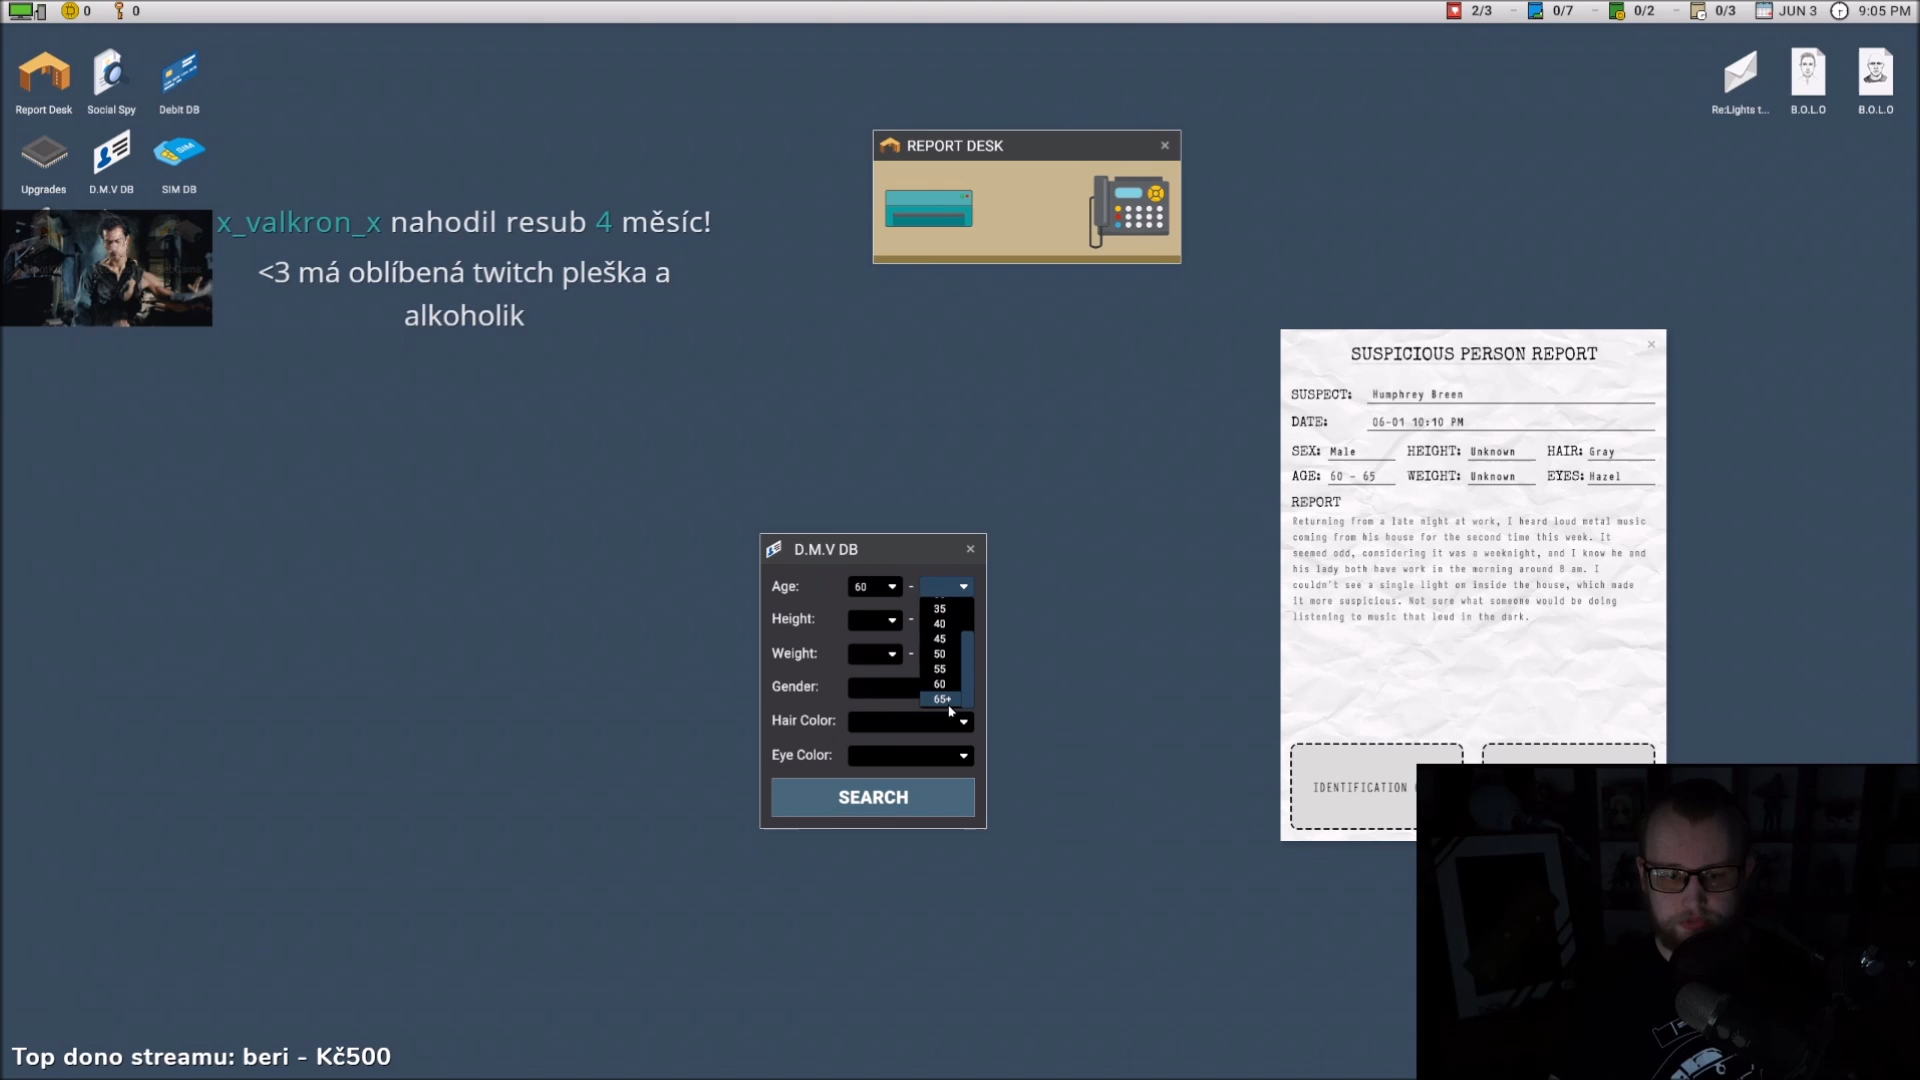 0 0 2/3 - 0/7 - 0/2 - 0/3 JUN 3 9:05 PM
Report Desk Social Spy Debit DB
Re:Lights t... B.O.L.O B.O.L.O
Upgrades D.M.V DB SIM DB
REPORT DESK
x_valkron_x nahodil resub 4 měsíc!
<3 má oblíbená twitch pleška a
alkoholik
SUSPICIOUS PERSON REPORT
SUSPECT: Humphrey Breen
DATE: 06-01 10:10 PM
SEX: Male HEIGHT: Unknown HAIR: Gray
AGE: 60 - 65 WEIGHT: Unknown EYES: Hazel
REPORT
Returning from a late night at work, I heard loud metal music
coming from his house for the second time this week. It
seemed odd, considering it was a weeknight, and I know he and
his lady both have work in the morning around 8 am. I
couldn't see a single light on inside the house, which made
it more suspicious. Not sure what someone would be doing
listening to music that loud in the dark.
IDENTIFICATION
D.M.V DB
Age: 60 -
35
Height: -
40
45
Weight: -
50
55
60
Gender:
65+
Hair Color:
Eye Color:
SEARCH
Top dono streamu: beri - Kč500